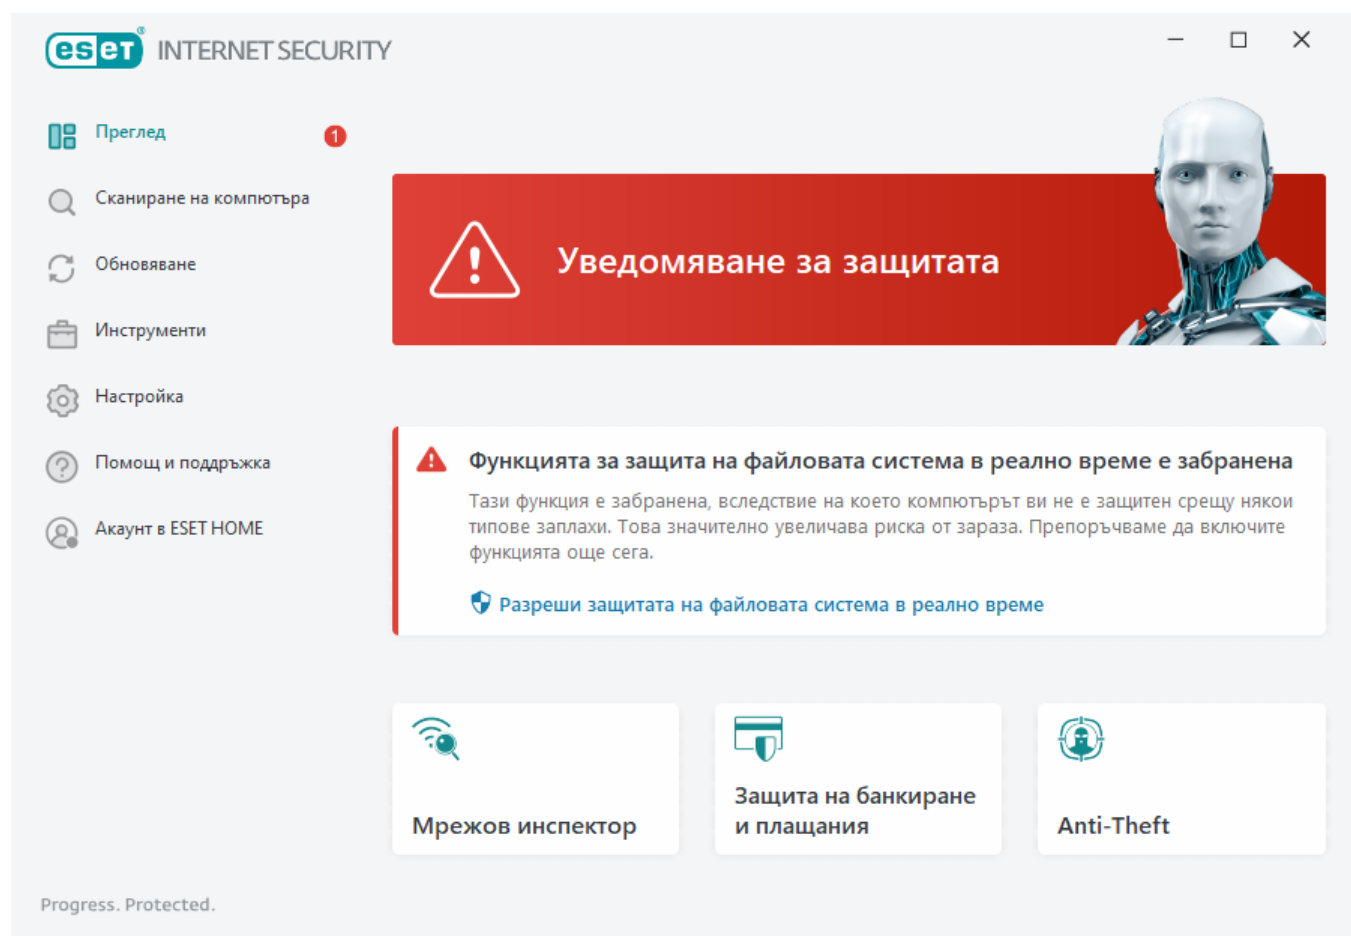 eset® INTERNET SECURITY
Преглед
1
Сканиране на компютъра
Обновяване
Инструменти
Настройка
Помощ и поддръжка
Акаунт в ESET HOME
Уведомяване за защитата
Функцията за защита на файловата система в реално време е забранена
Тази функция е забранена, вследствие на което компютърът ви не е защитен срещу някои
типове заплахи. Това значително увеличава риска от зараза. Препоръчваме да включите
функцията още сега.
Разреши защитата на файловата система в реално време
Мрежов инспектор
Защита на банкиране
и плащания
Anti-Theft
Progress. Protected.